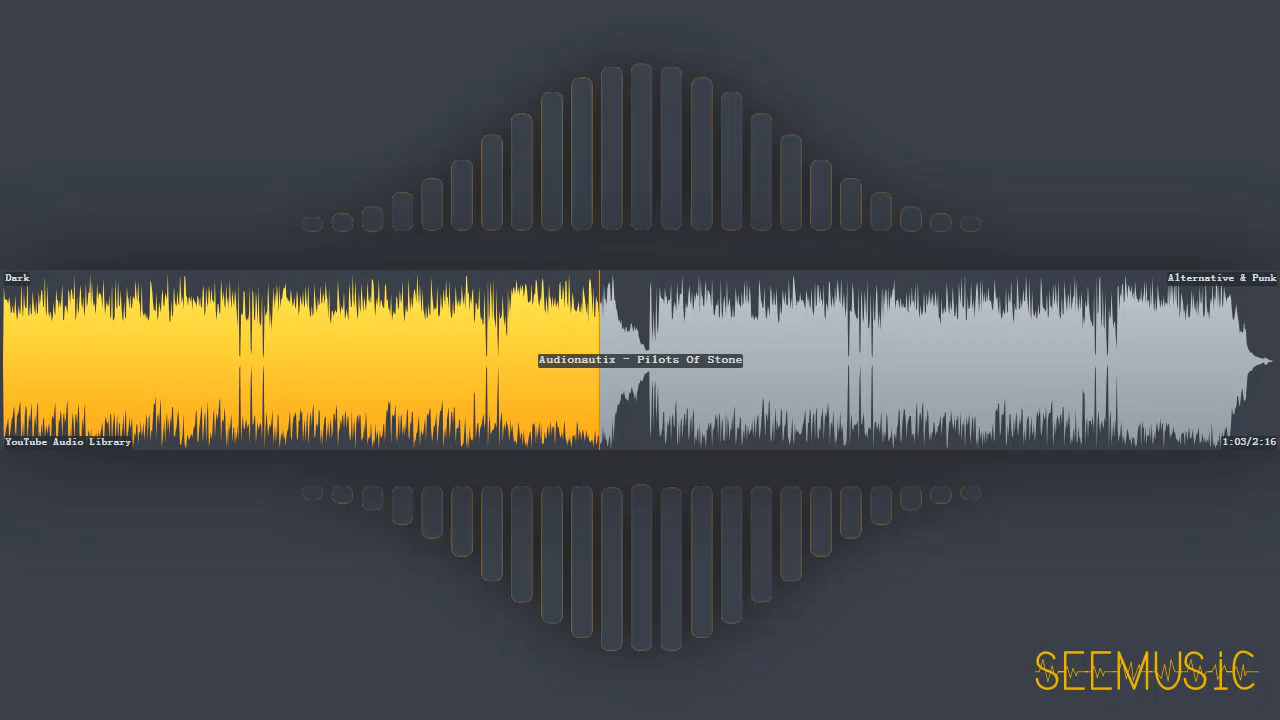 Dark
Alternative & Punk
Audionautix - Pilots Of Stone
YouTube Audio Library
1:03/2:16
SEEMUSiC